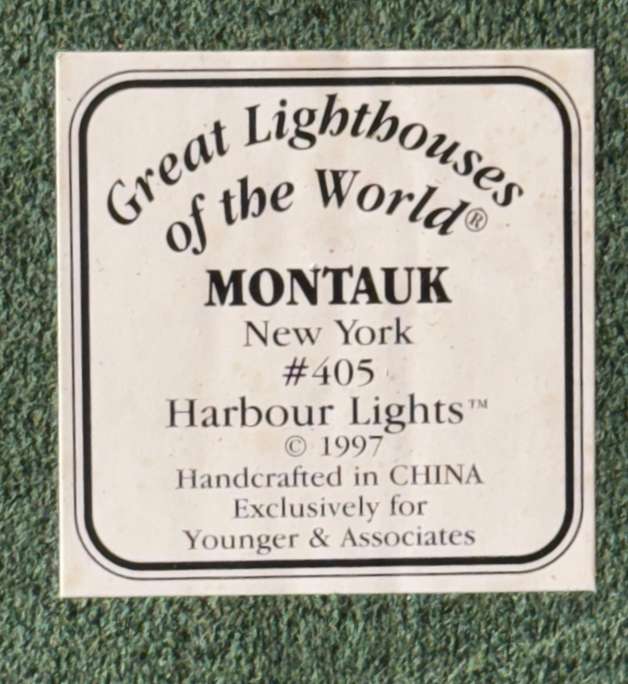 Great Lighthouses
of the World®
MONTAUK
New York
#405
Harbour Lights™
© 1997
Handcrafted in CHINA
Exclusively for
Younger & Associates